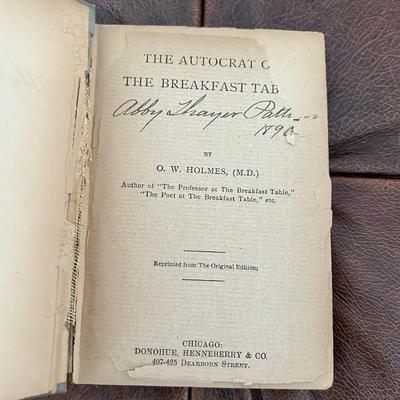 THE AUTOCRAT O
THE BREAKFAST TAB
Abby Thayer
1890
BY
O. W. HOLMES, (M.D.)
Author of "The Professor at The Breakfast Table,"
"The Poet at The Breakfast Table," etc.
Reprinted from The Original Edition;
CHICAGO:
DONOHUE, HENNEBERRY & CO.
407-425 DEARBORN STREET.